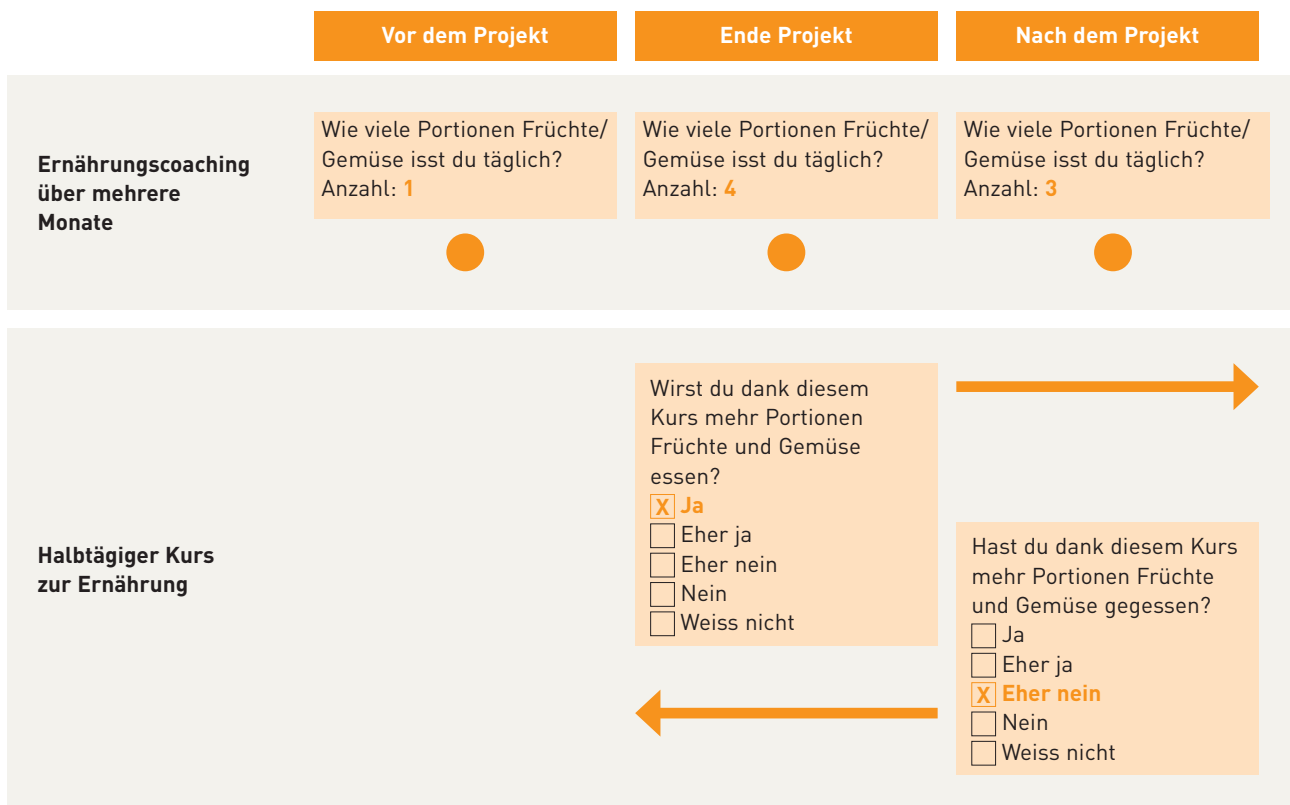 Vor dem Projekt
Ende Projekt
Nach dem Projekt
Ernährungscoaching
über mehrere
Monate
Wie viele Portionen Früchte/
Gemüse isst du täglich?
Anzahl: 1
Wie viele Portionen Früchte/
Gemüse isst du täglich?
Anzahl: 4
Wie viele Portionen Früchte/
Gemüse isst du täglich?
Anzahl: 3
Halbtägiger Kurs
zur Ernährung
Wirst du dank diesem
Kurs mehr Portionen
Früchte und Gemüse
essen?
X Ja
Eher ja
Eher nein
Nein
Weiss nicht
Hast du dank diesem Kurs
mehr Portionen Früchte
und Gemüse gegessen?
Ja
Eher ja
X Eher nein
Nein
Weiss nicht